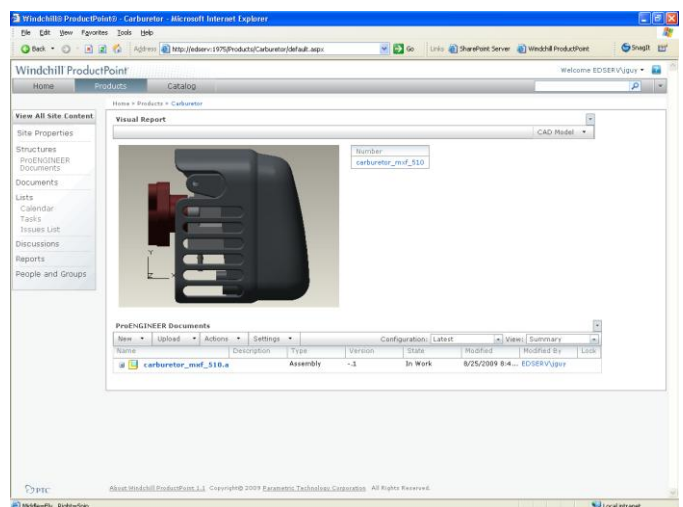 Windchill® ProductPoint® - Carburetor - Microsoft Internet Explorer
File Edit View Favorites Tools Help
Back Address http://edserv:1975/Products/Carburetor/default.aspx Go Links SharePoint Server Windchill ProductPoint SnagIt
Windchill ProductPoint Welcome EDSERV\jguy
Home Products Catalog
Home > Products > Carburetor
View All Site Content
Site Properties
Structures
ProENGINEER
Documents
Documents
Lists
Calendar
Tasks
Issues List
Discussions
Reports
People and Groups
Visual Report
CAD Model
Number
carburetor_mxf_510
Y
Z X
ProENGINEER Documents
New Upload Actions Settings Configuration: Latest View: Summary
Name Description Type Version State Modified Modified By Lock
carburetor_mxf_510.a Assembly -.1 In Work 8/25/2009 8:4... EDSERV\jguy
PTC About Windchill ProductPoint 1.1 Copyright© 2009 Parametric Technology Corporation All Rights Reserved.
Local intranet